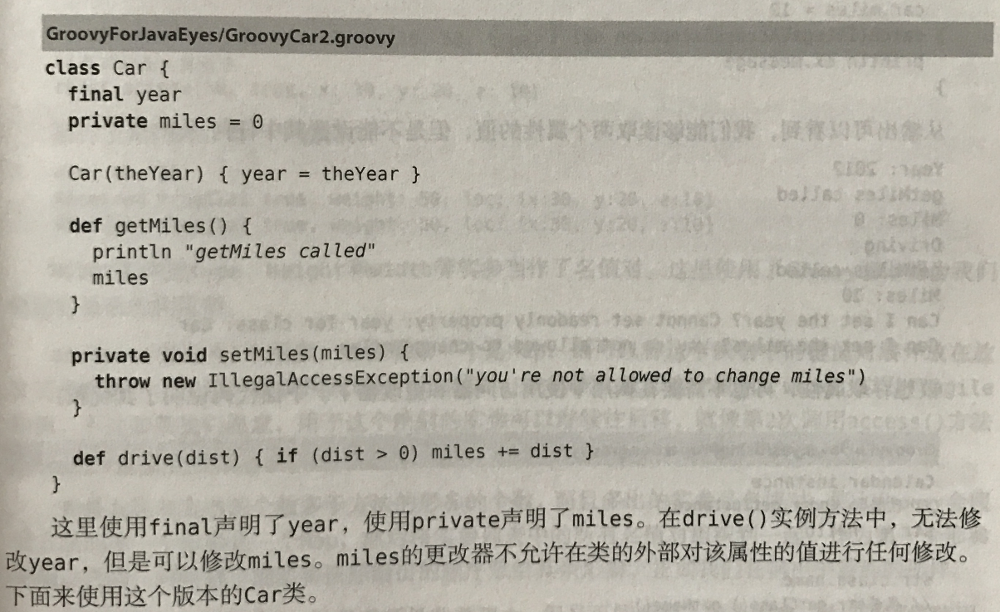 GroovyForJavaEyes/GroovyCar2.groovy
class Car {
  final year
  private miles = 0

  Car(theYear) { year = theYear }

  def getMiles() {
    println "getMiles called"
    miles
  }

  private void setMiles(miles) {
    throw new IllegalAccessException("you're not allowed to change miles")
  }

  def drive(dist) { if (dist > 0) miles += dist }
}
这里使用final声明了year，使用private声明了miles。在drive()实例方法中，无法修
改year，但是可以修改miles。miles的更改器不允许在类的外部对该属性的值进行任何修改。
下面来使用这个版本的Car类。